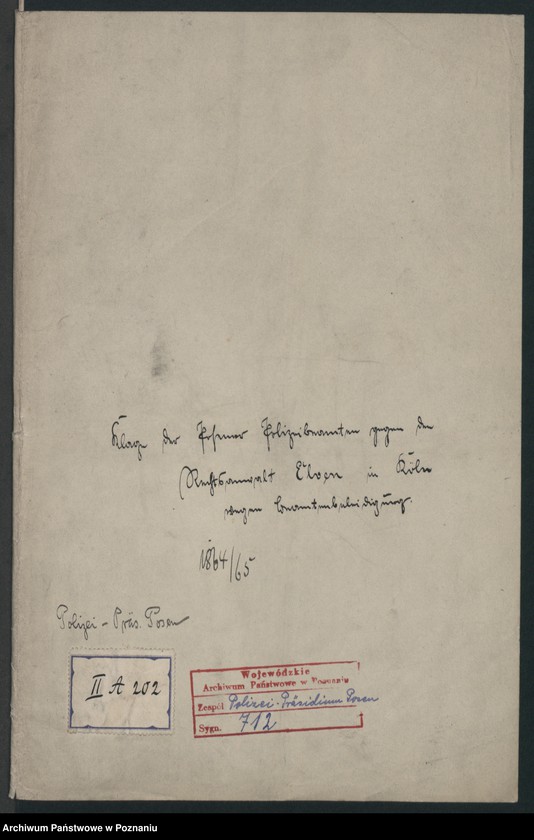 Klage der Posener Polizeibeamten gegen den
Rechtsanwalt Elven in Köln
wegen Beamtenbeleidigung.
1864/65
Polizei-Präs. Posen
II A 202
Wojewódzkie
Archiwum Państwowe w Poznaniu
Zespół Polizei-Präsidium Posen
Sygn. 712
Archiwum Państwowe w Poznaniu